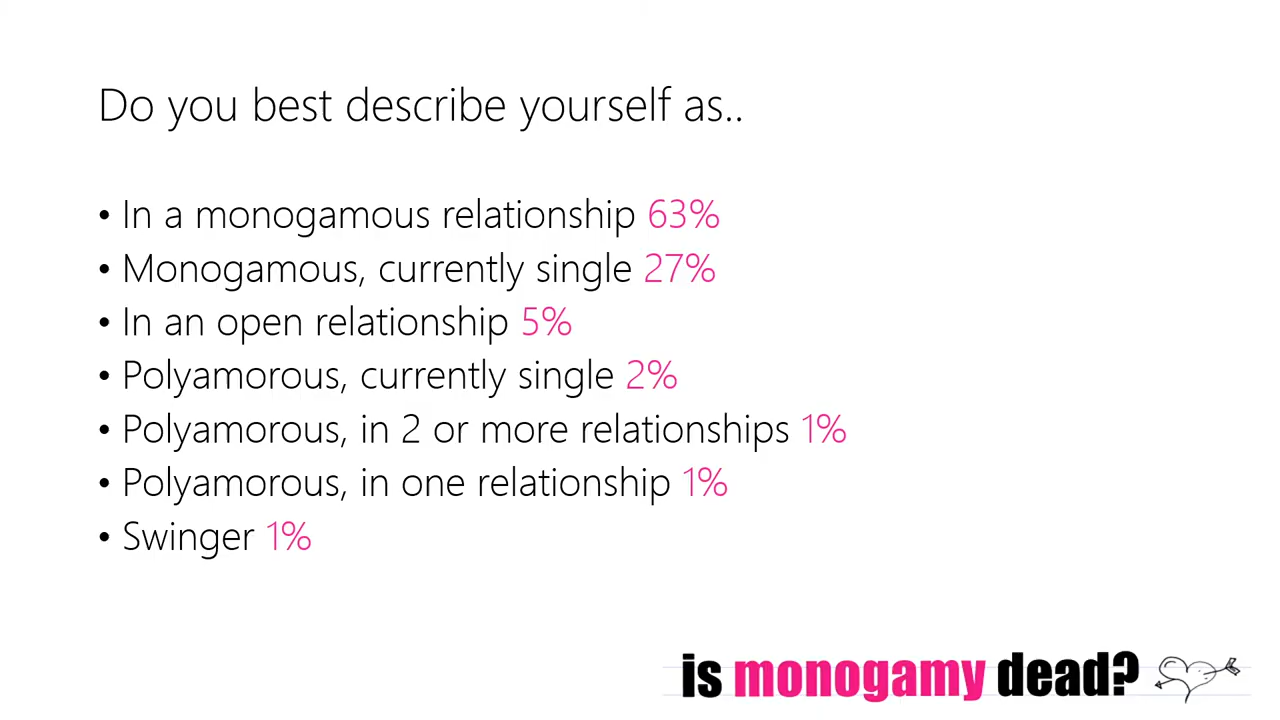 Do you best describe yourself as..
• In a monogamous relationship 63%
• Monogamous, currently single 27%
• In an open relationship 5%
• Polyamorous, currently single 2%
• Polyamorous, in 2 or more relationships 1%
• Polyamorous, in one relationship 1%
• Swinger 1%
is monogamy dead?